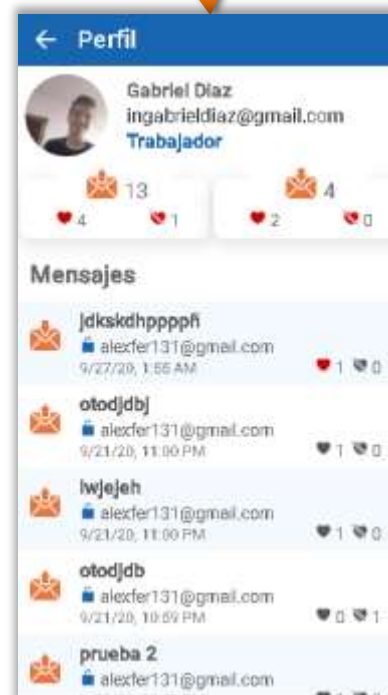 Perfil
Gabriel Diaz
ingabrieldiaz@gmail.com
Trabajador
13
4
4
1
2
0
Mensajes
jdkskdhppppñ
alexfer131@gmail.com
9/27/20, 1:55 AM
1 0
otodjdbj
alexfer131@gmail.com
9/21/20, 11:00 PM
1 0
lwjejeh
alexfer131@gmail.com
9/21/20, 11:00 PM
1 0
otodjdb
alexfer131@gmail.com
9/21/20, 10:59 PM
0 1
prueba 2
alexfer131@gmail.com